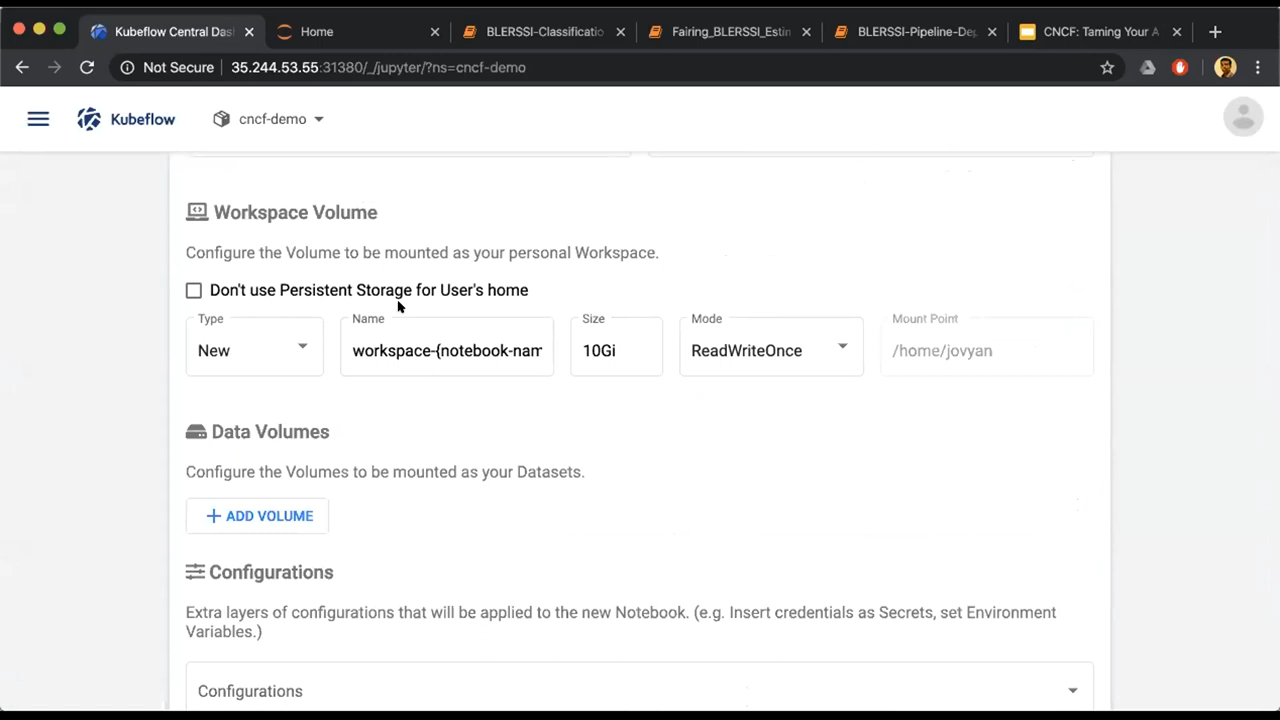 Kubeflow Central Das
Home
BLERSSI-Classificatio
Fairing_BLERSSI_Estin
BLERSSI-Pipeline-Dep
CNCF: Taming Your A
Not Secure
35.244.53.55:31380/_/jupyter/?ns=cncf-demo
Kubeflow
cncf-demo
Workspace Volume
Configure the Volume to be mounted as your personal Workspace.
Don't use Persistent Storage for User's home
Type
Name
Size
Mode
Mount Point
New
workspace-{notebook-nam
10Gi
ReadWriteOnce
/home/jovyan
Data Volumes
Configure the Volumes to be mounted as your Datasets.
ADD VOLUME
Configurations
Extra layers of configurations that will be applied to the new Notebook. (e.g. Insert credentials as Secrets, set Environment
Variables.)
Configurations